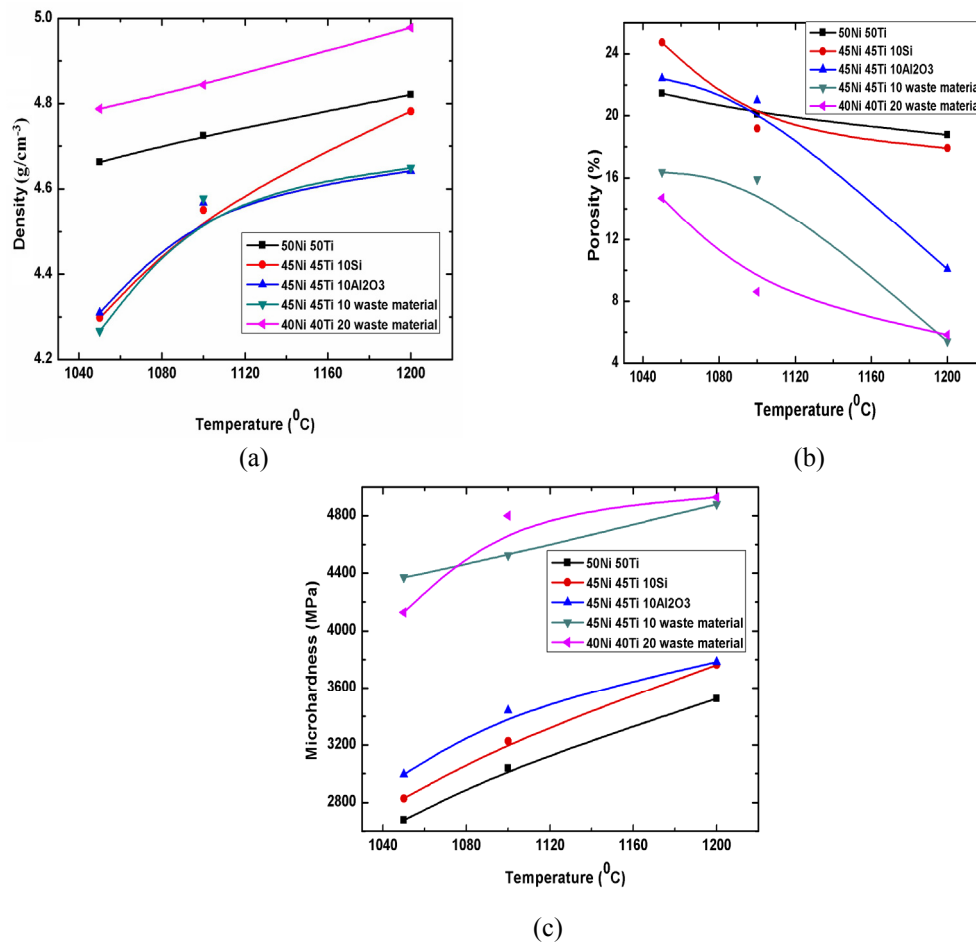 (a)
5.0
4.8
4.6
4.4
4.2
Density (g/cm⁻³)
50Ni 50Ti
45Ni 45Ti 10Si
45Ni 45Ti 10Al2O3
45Ni 45Ti 10 waste material
40Ni 40Ti 20 waste material
1040 1080 1120 1160 1200
Temperature (⁰C)
(a)
(b)
24
20
16
12
8
4
Porosity (%)
50Ni 50Ti
45Ni 45Ti 10Si
45Ni 45Ti 10Al2O3
45Ni 45Ti 10 waste material
40Ni 40Ti 20 waste material
1040 1080 1120 1160 1200
Temperature (⁰C)
(b)
4800
4400
4000
3600
3200
2800
Microhardness (MPa)
50Ni 50Ti
45Ni 45Ti 10Si
45Ni 45Ti 10Al2O3
45Ni 45Ti 10 waste material
40Ni 40Ti 20 waste material
1040 1080 1120 1160 1200
Temperature (⁰C)
(c)